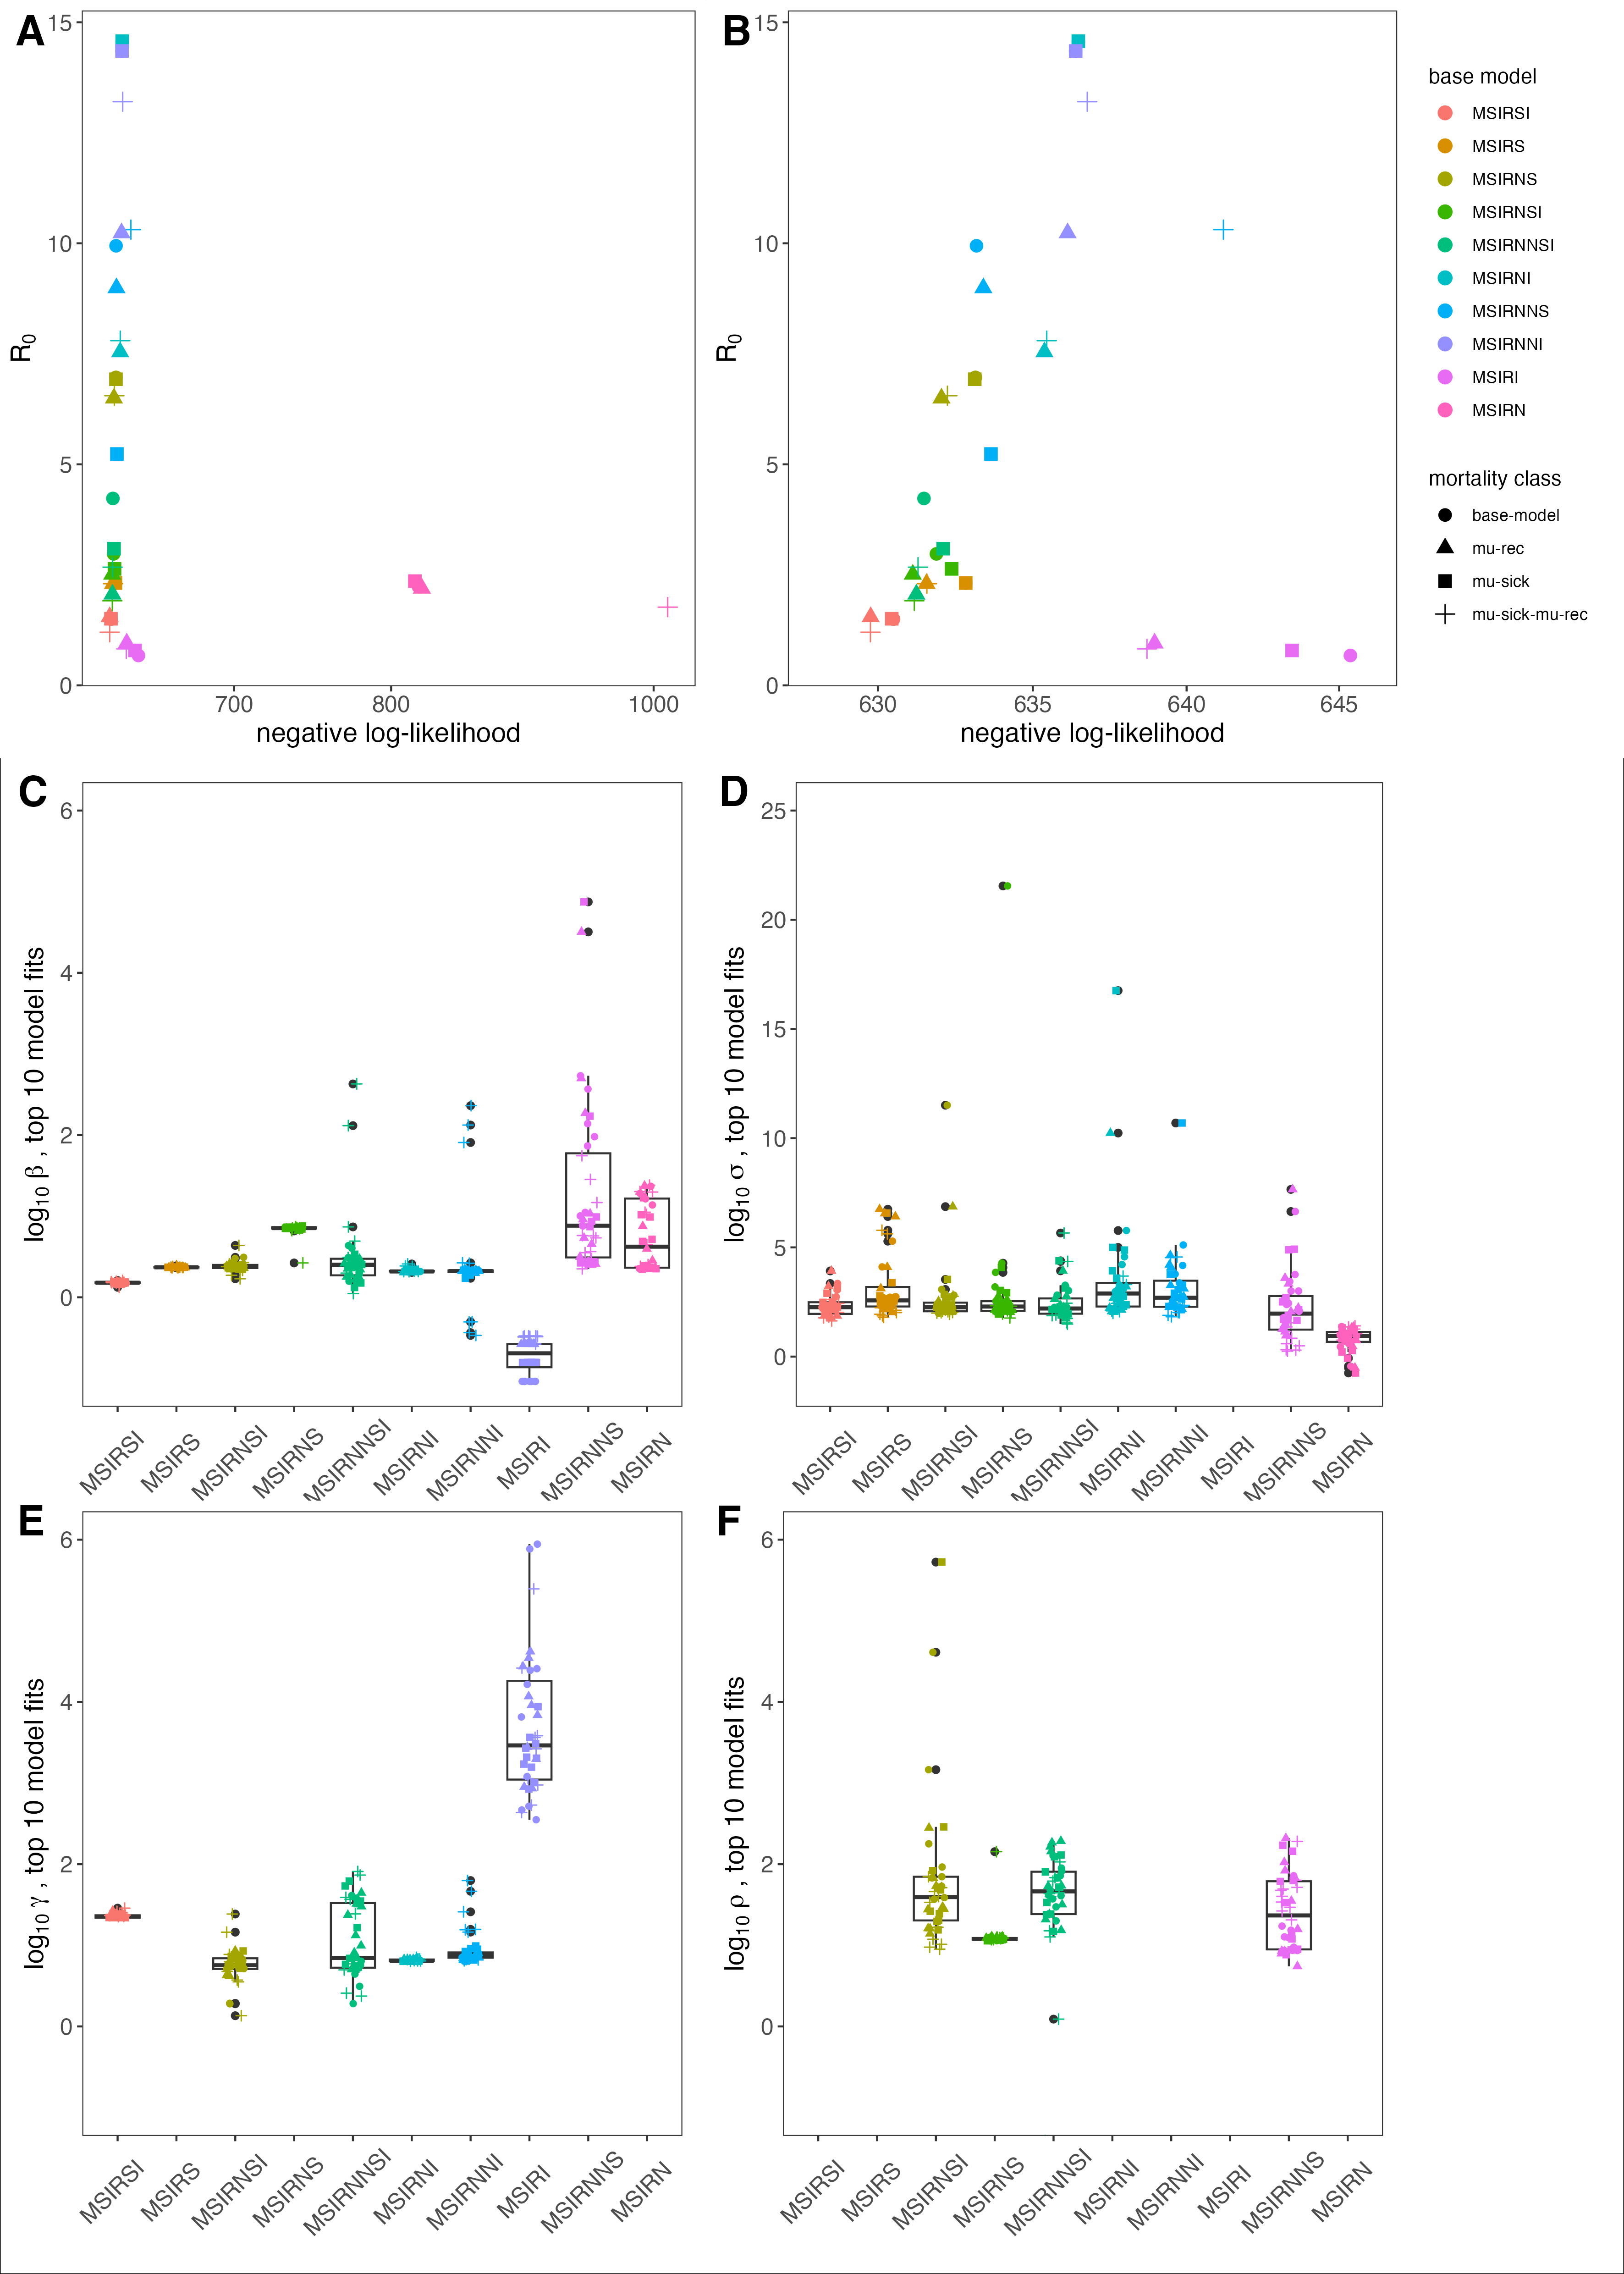 A
15
10
5
0
R0
700
800
1000
negative log-likelihood
B
15
10
5
0
R0
630
635
640
645
negative log-likelihood
base model
MSIRSI
MSIRS
MSIRNS
MSIRNSI
MSIRNNSI
MSIRNI
MSIRNNS
MSIRNNI
MSIRI
MSIRN
mortality class
base-model
mu-rec
mu-sick
mu-sick-mu-rec
C
6
4
2
0
log10 β , top 10 model fits
MSIRSI
MSIRS
MSIRNSI
MSIRNS
MSIRNNSI
MSIRNI
MSIRNNI
MSIRI
MSIRNNS
MSIRN
D
25
20
15
10
5
0
log10 σ , top 10 model fits
MSIRSI
MSIRS
MSIRNSI
MSIRNS
MSIRNNSI
MSIRNI
MSIRNNI
MSIRI
MSIRNNS
MSIRN
E
6
4
2
0
log10 γ , top 10 model fits
MSIRSI
MSIRS
MSIRNSI
MSIRNS
MSIRNNSI
MSIRNI
MSIRNNI
MSIRI
MSIRNNS
MSIRN
F
6
4
2
0
log10 ρ , top 10 model fits
MSIRSI
MSIRS
MSIRNSI
MSIRNS
MSIRNNSI
MSIRNI
MSIRNNI
MSIRI
MSIRNNS
MSIRN